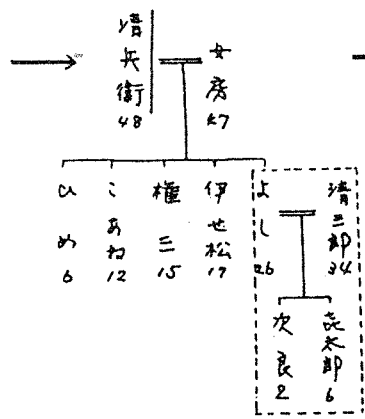 清兵衛 48
女房 47
清三郎 34
よし 26
伊せ松 17
権三 15
こあね 12
ひめ 6
㐂太郎 6
次良 2